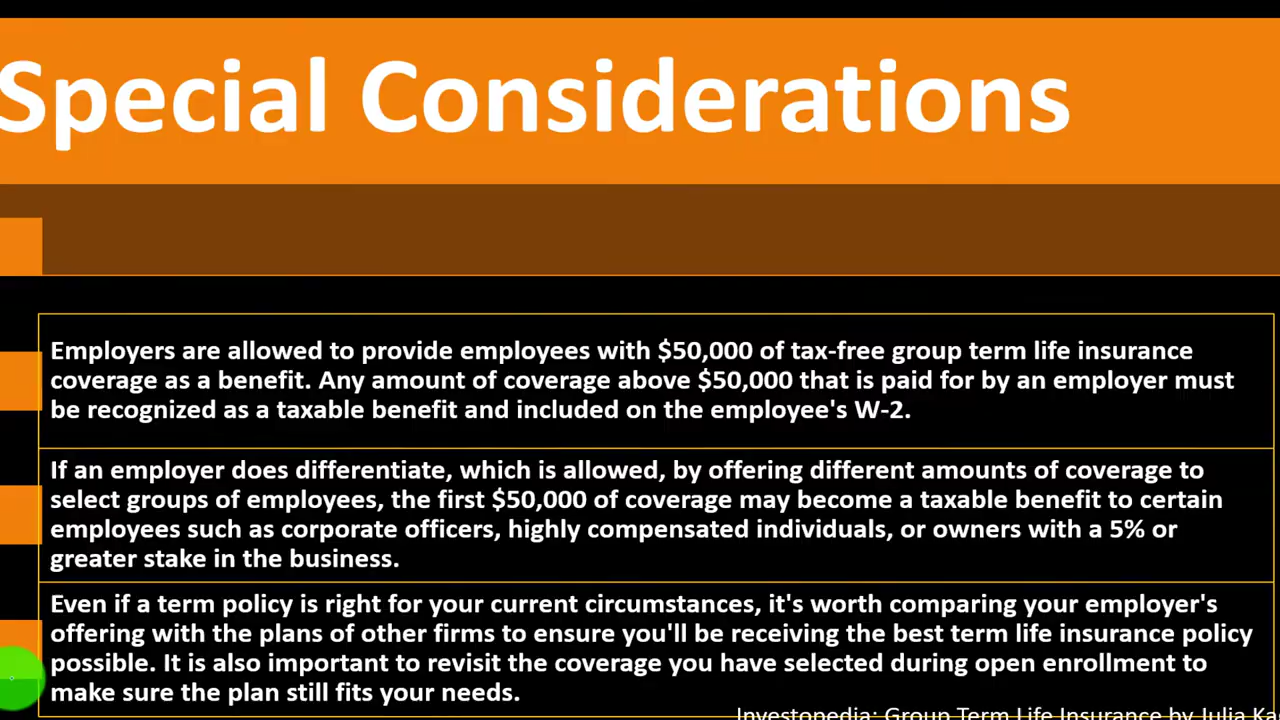 Special Considerations
Employers are allowed to provide employees with $50,000 of tax-free group term life insurance
coverage as a benefit. Any amount of coverage above $50,000 that is paid for by an employer must
be recognized as a taxable benefit and included on the employee's W-2.
If an employer does differentiate, which is allowed, by offering different amounts of coverage to
select groups of employees, the first $50,000 of coverage may become a taxable benefit to certain
employees such as corporate officers, highly compensated individuals, or owners with a 5% or
greater stake in the business.
Even if a term policy is right for your current circumstances, it's worth comparing your employer's
offering with the plans of other firms to ensure you'll be receiving the best term life insurance policy
possible. It is also important to revisit the coverage you have selected during open enrollment to
make sure the plan still fits your needs.
Investopedia: Group Term Life Insurance by Julia